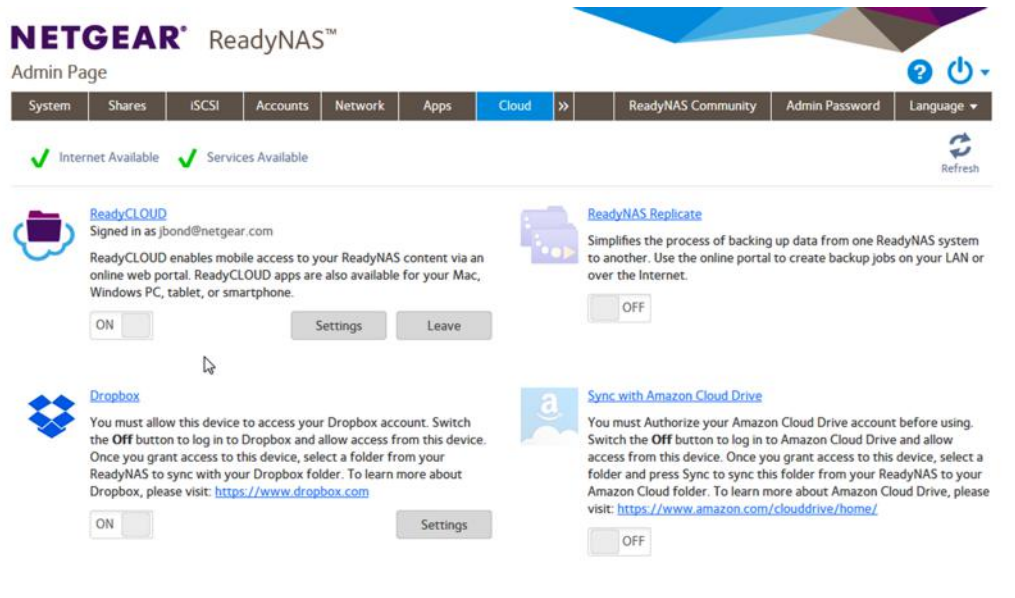 NETGEAR® ReadyNAS™
Admin Page
System Shares iSCSI Accounts Network Apps Cloud » ReadyNAS Community Admin Password Language
Internet Available Services Available
Refresh
ReadyCLOUD
Signed in as jbond@netgear.com
ReadyCLOUD enables mobile access to your ReadyNAS content via an
online web portal. ReadyCLOUD apps are also available for your Mac,
Windows PC, tablet, or smartphone.
ON Settings Leave
ReadyNAS Replicate
Simplifies the process of backing up data from one ReadyNAS system
to another. Use the online portal to create backup jobs on your LAN or
over the Internet.
OFF
Dropbox
You must allow this device to access your Dropbox account. Switch
the Off button to log in to Dropbox and allow access from this device.
Once you grant access to this device, select a folder from your
ReadyNAS to sync with your Dropbox folder. To learn more about
Dropbox, please visit: https://www.dropbox.com
ON Settings
a
Sync with Amazon Cloud Drive
You must Authorize your Amazon Cloud Drive account before using.
Switch the Off button to log in to Amazon Cloud Drive and allow
access from this device. Once you grant access to this device, select a
folder and press Sync to sync this folder from your ReadyNAS to your
Amazon Cloud folder. To learn more about Amazon Cloud Drive, please
visit: https://www.amazon.com/clouddrive/home/
OFF